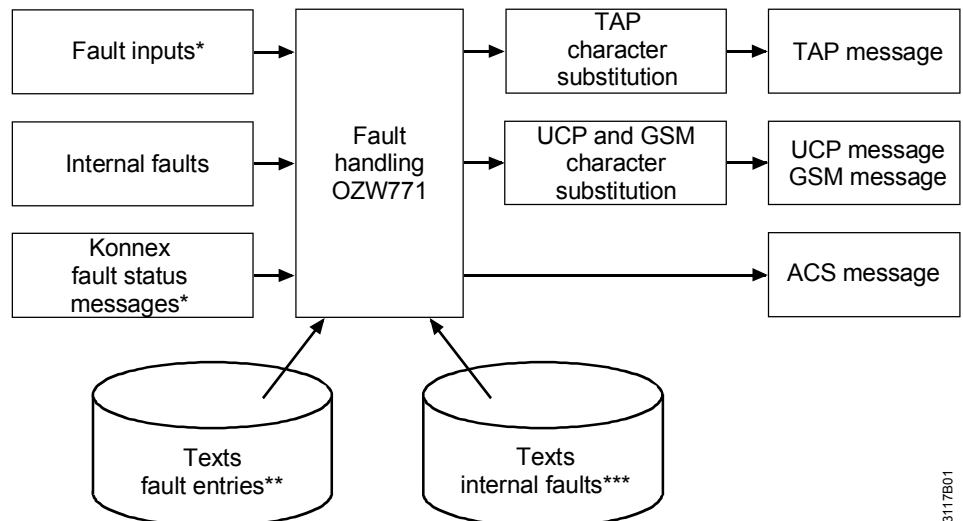 Fault inputs*
Internal faults
Konnex
fault status
messages*
Fault
handling
OZW771
TAP
character
substitution
UCP and GSM
character
substitution
TAP message
UCP message
GSM message
ACS message
Texts
fault entries**
Texts
internal faults***
3117B01